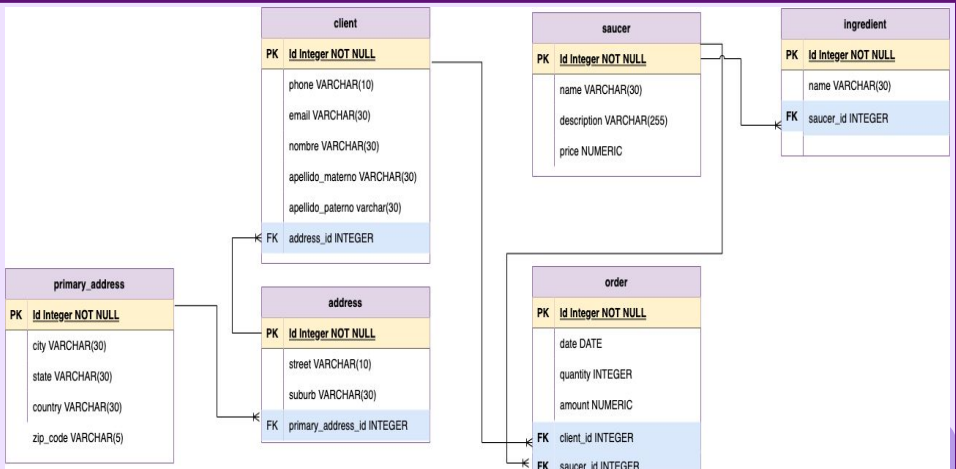 client
PK Id Integer NOT NULL
phone VARCHAR(10)
email VARCHAR(30)
nombre VARCHAR(30)
apellido_materno VARCHAR(30)
apellido_paterno varchar(30)
FK address_id INTEGER
saucer
PK Id Integer NOT NULL
name VARCHAR(30)
description VARCHAR(255)
price NUMERIC
ingredient
PK Id Integer NOT NULL
name VARCHAR(30)
FK saucer_id INTEGER
primary_address
PK Id Integer NOT NULL
city VARCHAR(30)
state VARCHAR(30)
country VARCHAR(30)
zip_code VARCHAR(5)
address
PK Id Integer NOT NULL
street VARCHAR(10)
suburb VARCHAR(30)
FK primary_address_id INTEGER
order
PK Id Integer NOT NULL
date DATE
quantity INTEGER
amount NUMERIC
FK client_id INTEGER
FK saucer_id INTEGER